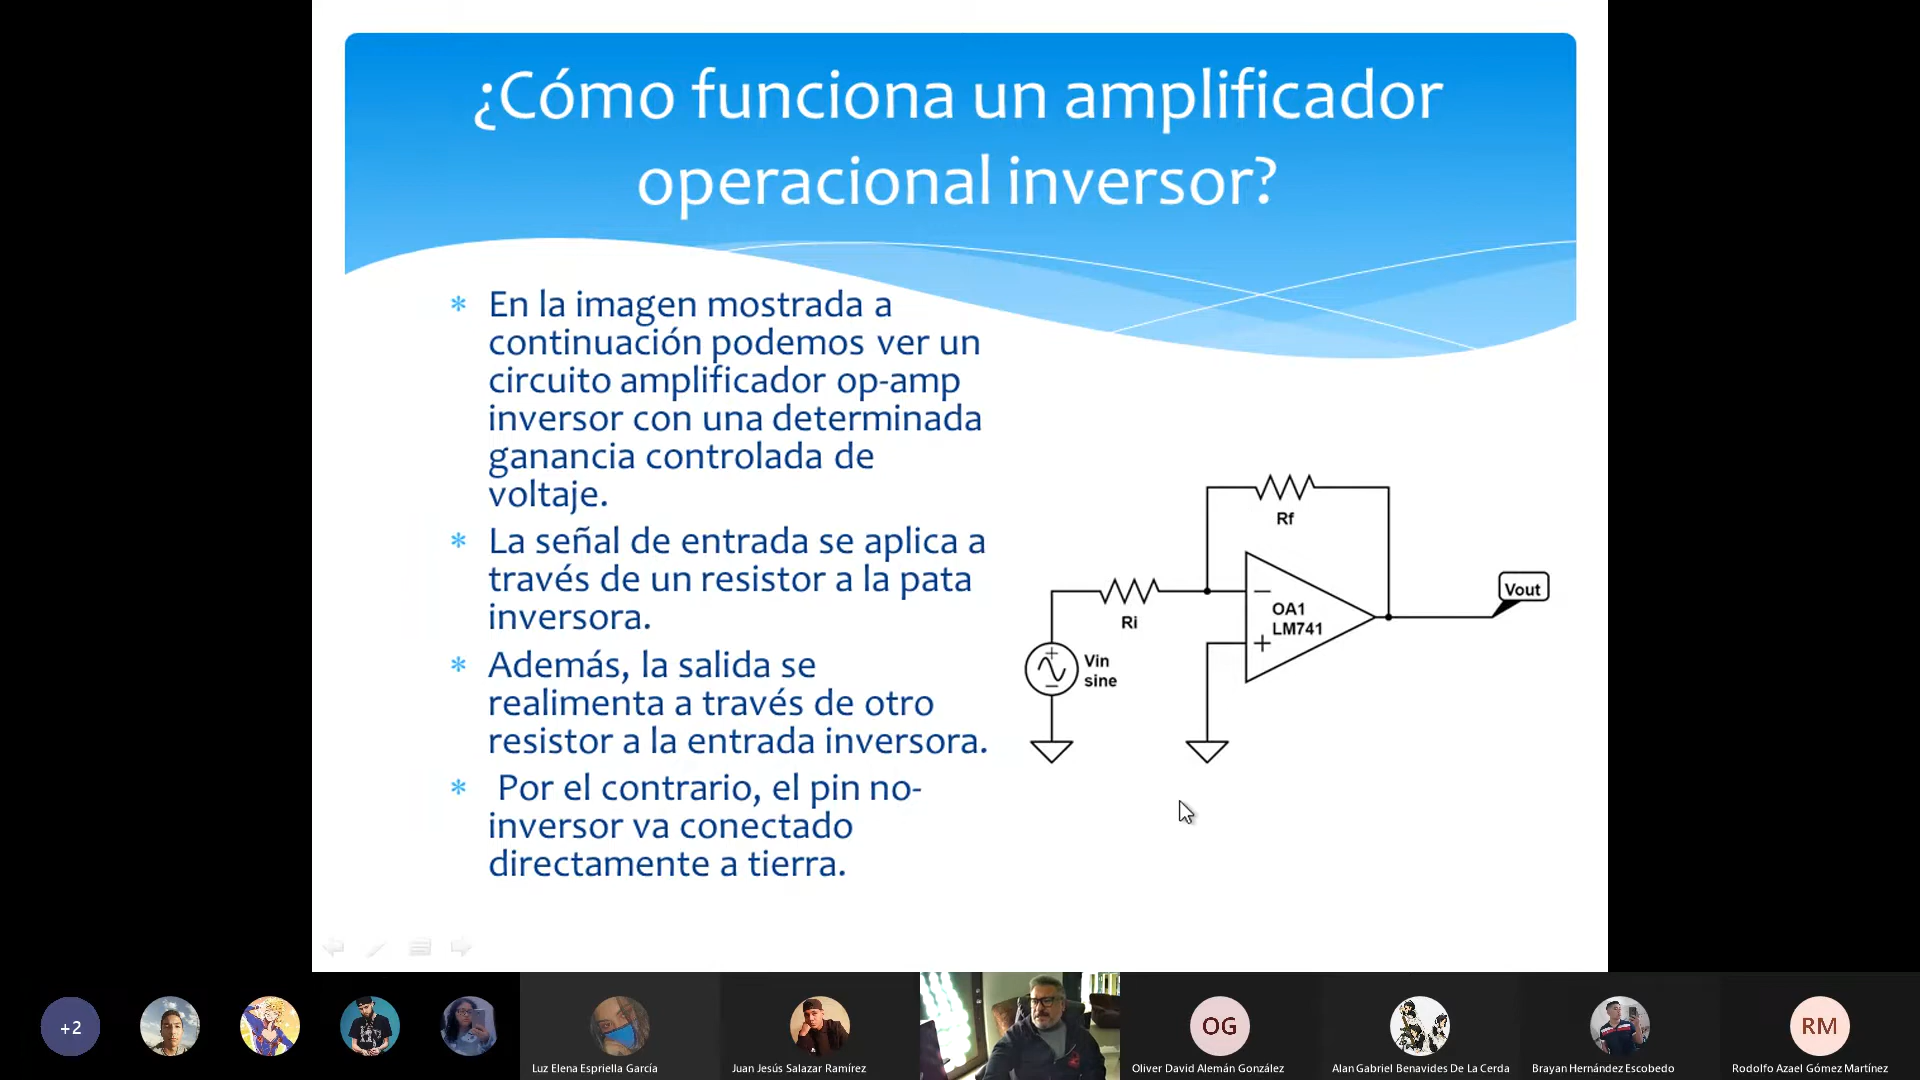 ¿Cómo funciona un amplificador
operacional inversor?
* En la imagen mostrada a
continuación podemos ver un
circuito amplificador op-amp
inversor con una determinada
ganancia controlada de
voltaje.
* La señal de entrada se aplica a
través de un resistor a la pata
inversora.
* Además, la salida se
realimenta a través de otro
resistor a la entrada inversora.
* Por el contrario, el pin no-
inversor va conectado
directamente a tierra.
Rf
Ri
OA1
LM741
Vout
Vin
sine
+2
OG
RM
Luz Elena Espriella García
Juan Jesús Salazar Ramírez
Oliver David Alemán González
Alan Gabriel Benavides De La Cerda
Brayan Hernández Escobedo
Rodolfo Azael Gómez Martínez